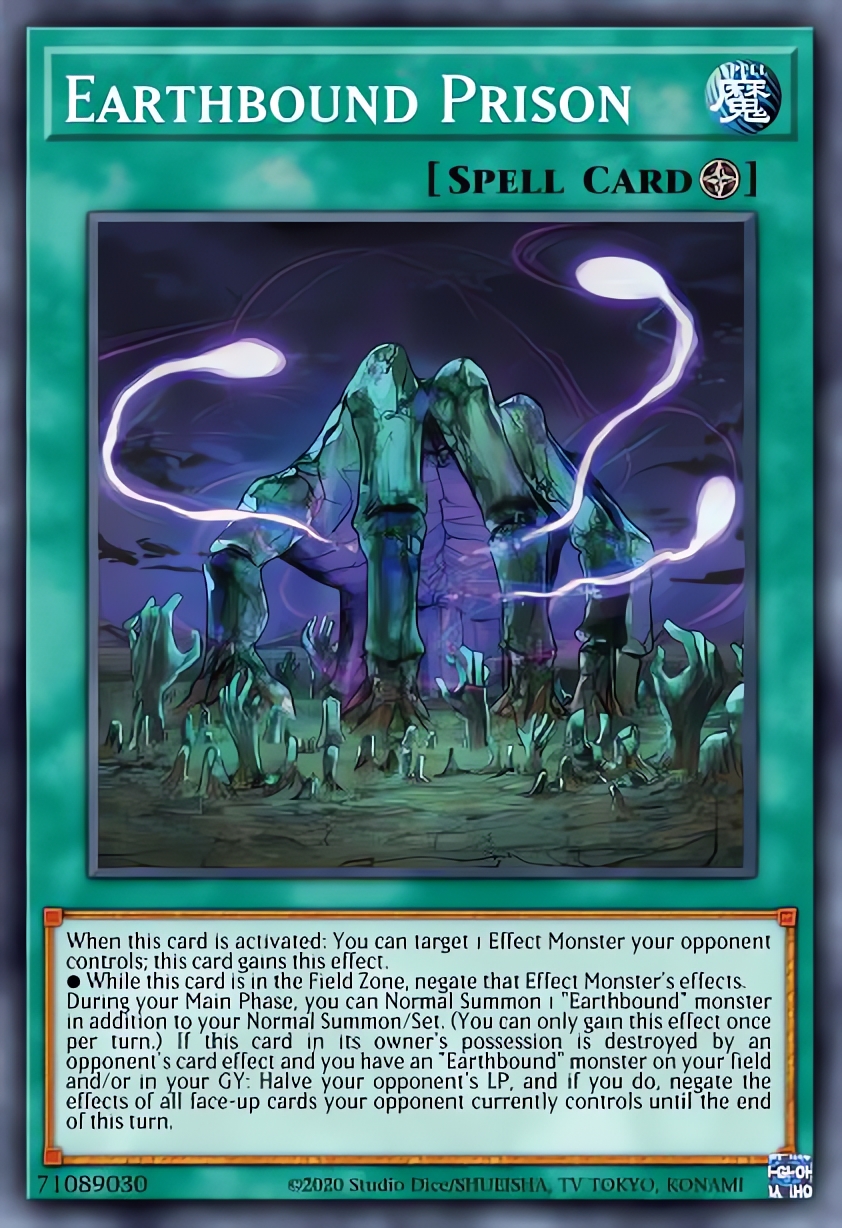 EARTHBOUND PRISON
魔
[SPELL CARD]
When this card is activated: You can target 1 Effect Monster your opponent
controls; this card gains this effect.
● While this card is in the Field Zone, negate that Effect Monster's effects.
During your Main Phase, you can Normal Summon 1 "Earthbound" monster
in addition to your Normal Summon/Set. (You can only gain this effect once
per turn.) If this card in its owner's possession is destroyed by an
opponent's card effect and you have an "Earthbound" monster on your field
and/or in your GY: Halve your opponent's LP, and if you do, negate the
effects of all face-up cards your opponent currently controls until the end
of this turn.
71089030
©2020 Studio Dice/SHUEISHA, TV TOKYO, KONAMI